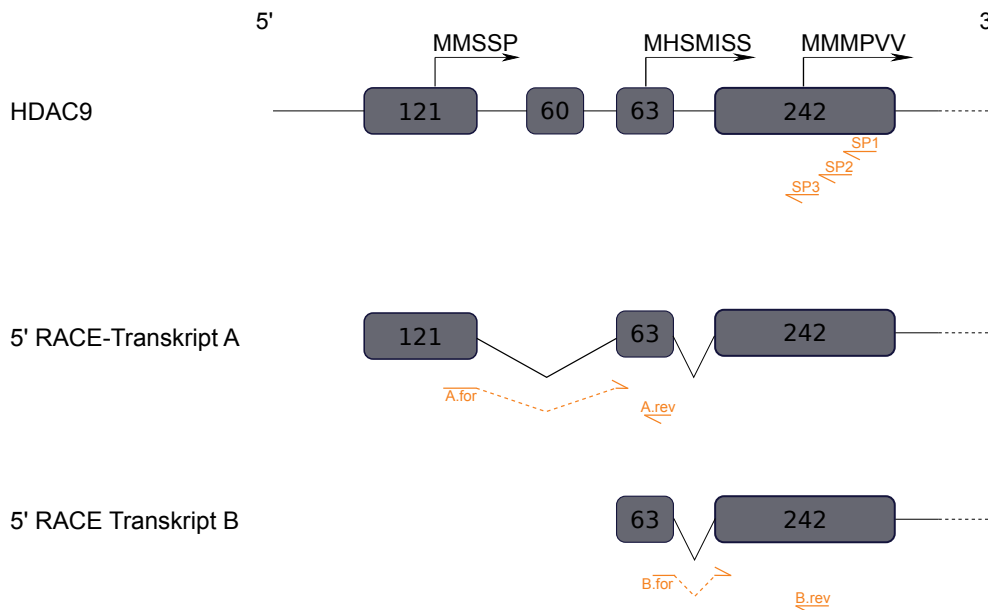 5' 3'
MMSSP MHSMISS MMMPVV
HDAC9 121 60 63 242
SP1
SP2
SP3
5' RACE-Transkript A 121 63 242
A.for
A.rev
5' RACE Transkript B 63 242
B.for
B.rev